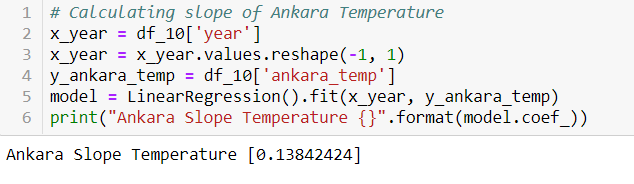 1 # Calculating slope of Ankara Temperature
2 x_year = df_10['year']
3 x_year = x_year.values.reshape(-1, 1)
4 y_ankara_temp = df_10['ankara_temp']
5 model = LinearRegression().fit(x_year, y_ankara_temp)
6 print("Ankara Slope Temperature {}".format(model.coef_))
Ankara Slope Temperature [0.13842424]